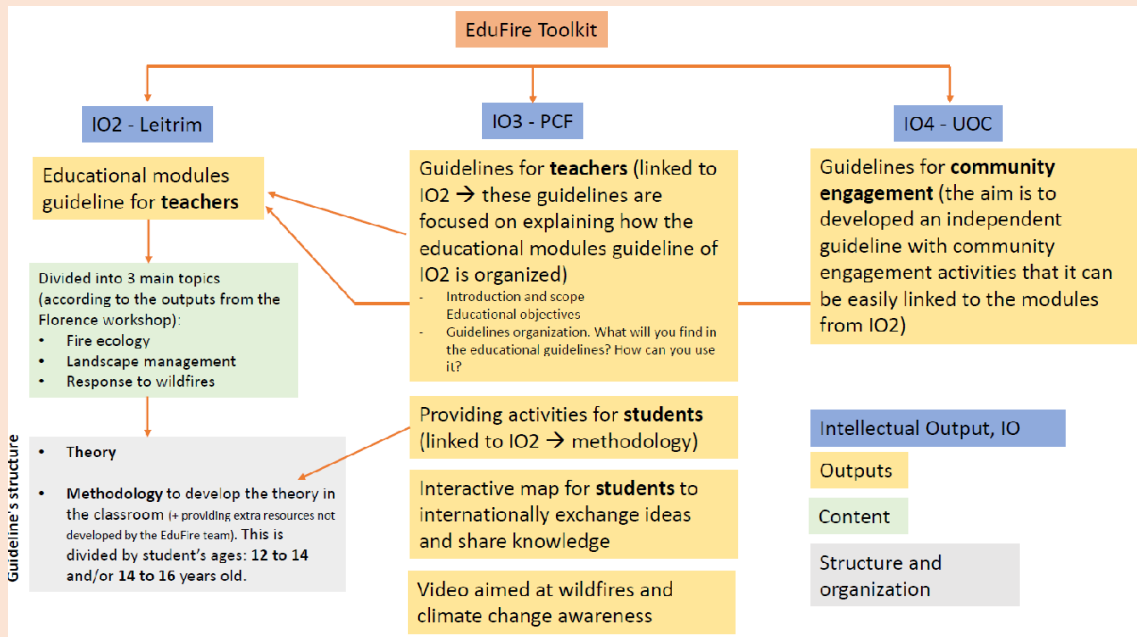 EduFire Toolkit
IO2 - Leitrim
Educational modules
guideline for teachers
Divided into 3 main topics
(according to the outputs from the
Florence workshop):
• Fire ecology
• Landscape management
• Response to wildfires
Guideline's structure
• Theory
• Methodology to develop the theory in
the classroom (+ providing extra resources not
developed by the EduFire team). This is
divided by student's ages: 12 to 14
and/or 14 to 16 years old.
IO3 - PCF
Guidelines for teachers (linked to
IO2 → these guidelines are
focused on explaining how the
educational modules guideline of
IO2 is organized)
- Introduction and scope
Educational objectives
- Guidelines organization. What will you find in
the educational guidelines? How can you use
it?
Providing activities for students
(linked to IO2 → methodology)
Interactive map for students to
internationally exchange ideas
and share knowledge
Video aimed at wildfires and
climate change awareness
IO4 - UOC
Guidelines for community
engagement (the aim is to
developed an independent
guideline with community
engagement activities that it can
be easily linked to the modules
from IO2)
Intellectual Output, IO
Outputs
Content
Structure and
organization